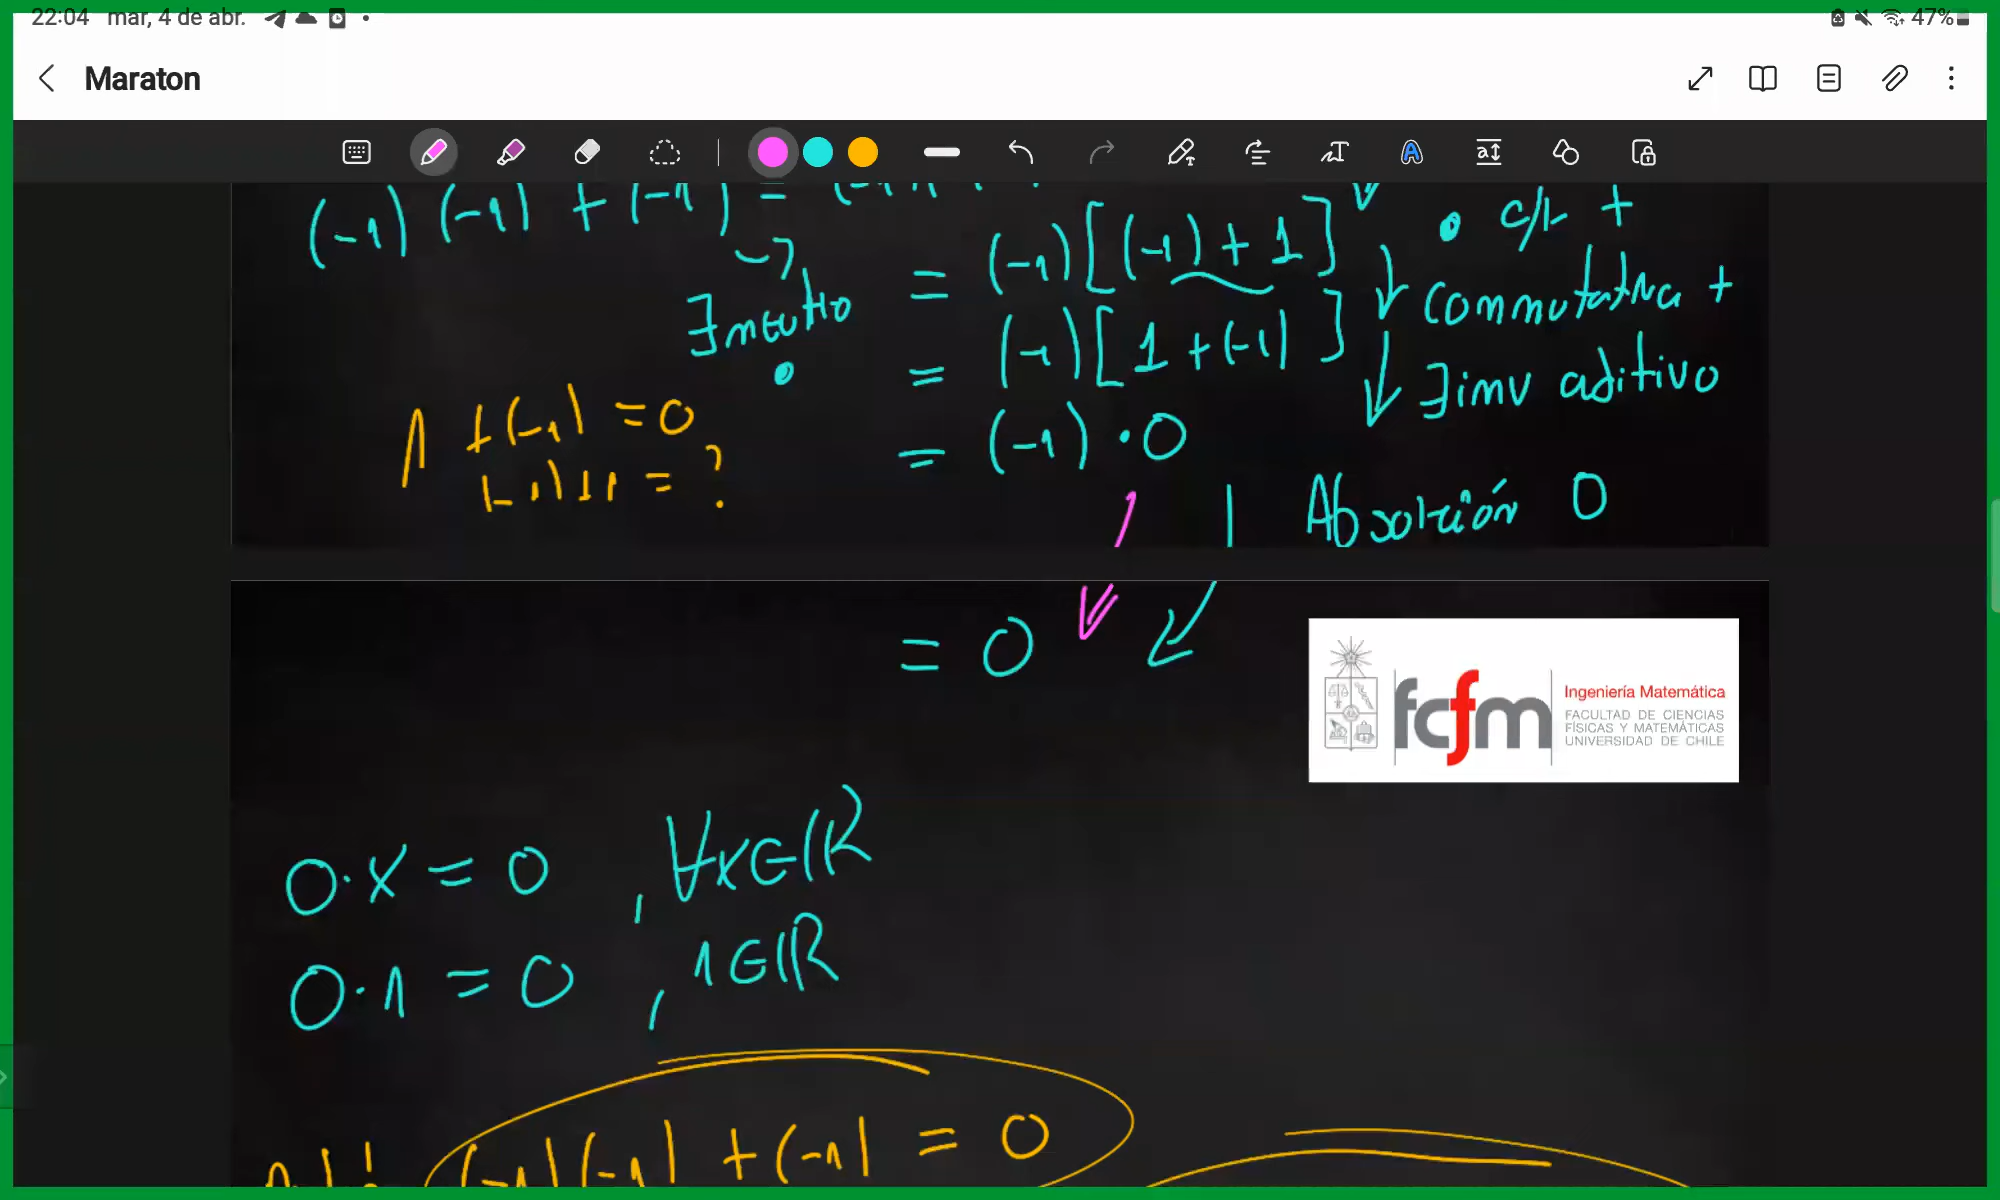 22:04 mar, 4 de abr.
47%
Maraton
(-1)(-1) + (-1) =
= (-1)[(-1) + 1]
• c/r +
∃ neutro
•
= (-1)[1 + (-1)]
Commutativa +
1 + (-1) = 0
(-1) + 1 = ?
= (-1) • 0
∃ inv aditivo
Absorción 0
= 0
fcfm
Ingeniería Matemática
FACULTAD DE CIENCIAS
FÍSICAS Y MATEMÁTICAS
UNIVERSIDAD DE CHILE
0·x = 0 , ∀x∈ℝ
0·1 = 0 , 1∈ℝ
(-1)(-1) + (-1) = 0